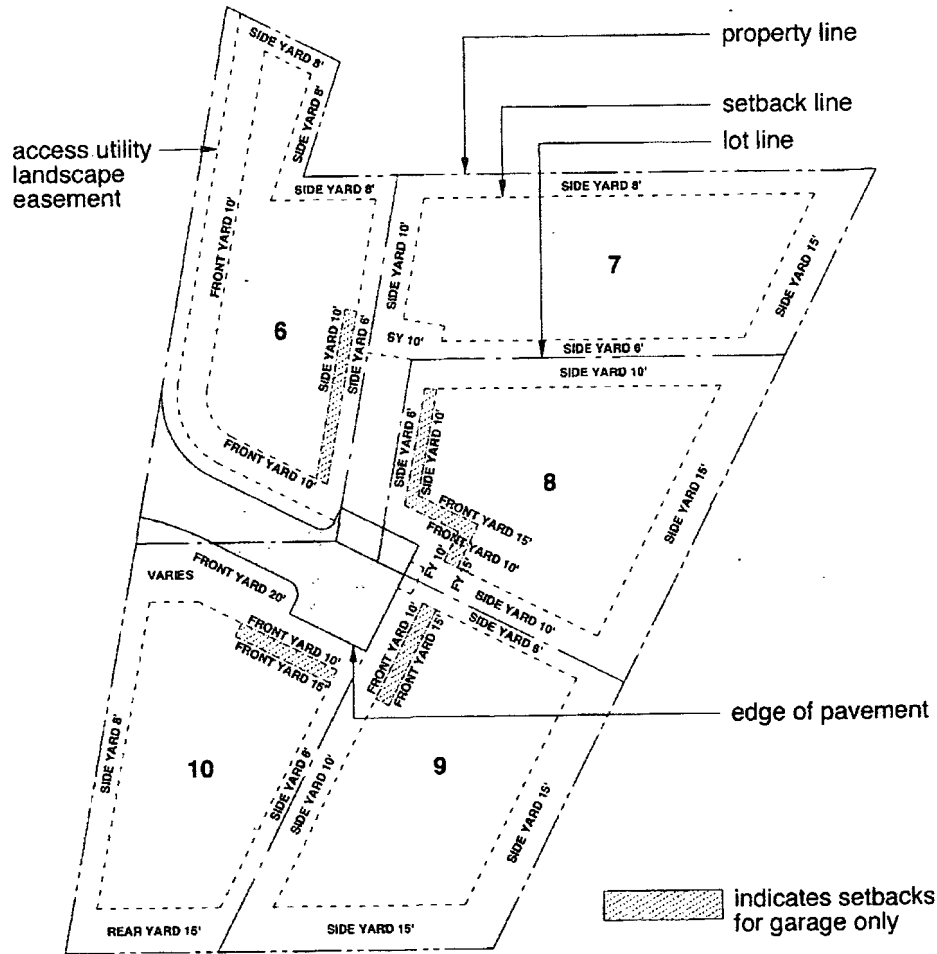 property line
SIDE YARD 8'
setback line
lot line
access utility
landscape
easement
SIDE YARD 8'
SIDE YARD 8'
SIDE YARD 8'
FRONT YARD 10'
SIDE YARD 10'
7
SIDE YARD 15'
6
SIDE YARD 10'
SIDE YARD 6'
SY 10'
SIDE YARD 6'
SIDE YARD 10'
SIDE YARD 6'
SIDE YARD 10'
8
SIDE YARD 15'
FRONT YARD 10'
FRONT YARD 15'
FRONT YARD 10'
FY 10'
FY 15'
VARIES
FRONT YARD 20'
SIDE YARD 10'
SIDE YARD 6'
FRONT YARD 10'
FRONT YARD 15'
FRONT YARD 10'
FRONT YARD 15'
edge of pavement
SIDE YARD 8'
10
SIDE YARD 8'
SIDE YARD 10'
9
SIDE YARD 15'
REAR YARD 15'
SIDE YARD 15'
indicates setbacks
for garage only